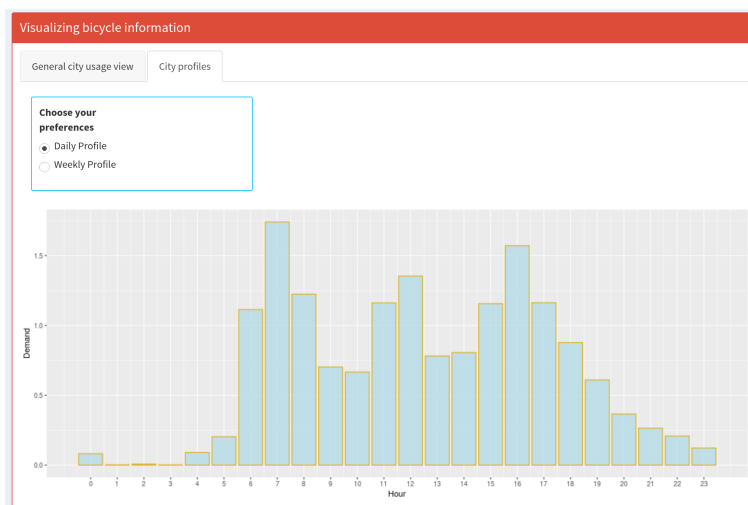 Visualizing bicycle information
General city usage view
City profiles
Choose your
preferences
Daily Profile
Weekly Profile
1.5
1.0
0.5
0.0
Demand
0 1 2 3 4 5 6 7 8 9 10 11 12 13 14 15 16 17 18 19 20 21 22 23
Hour